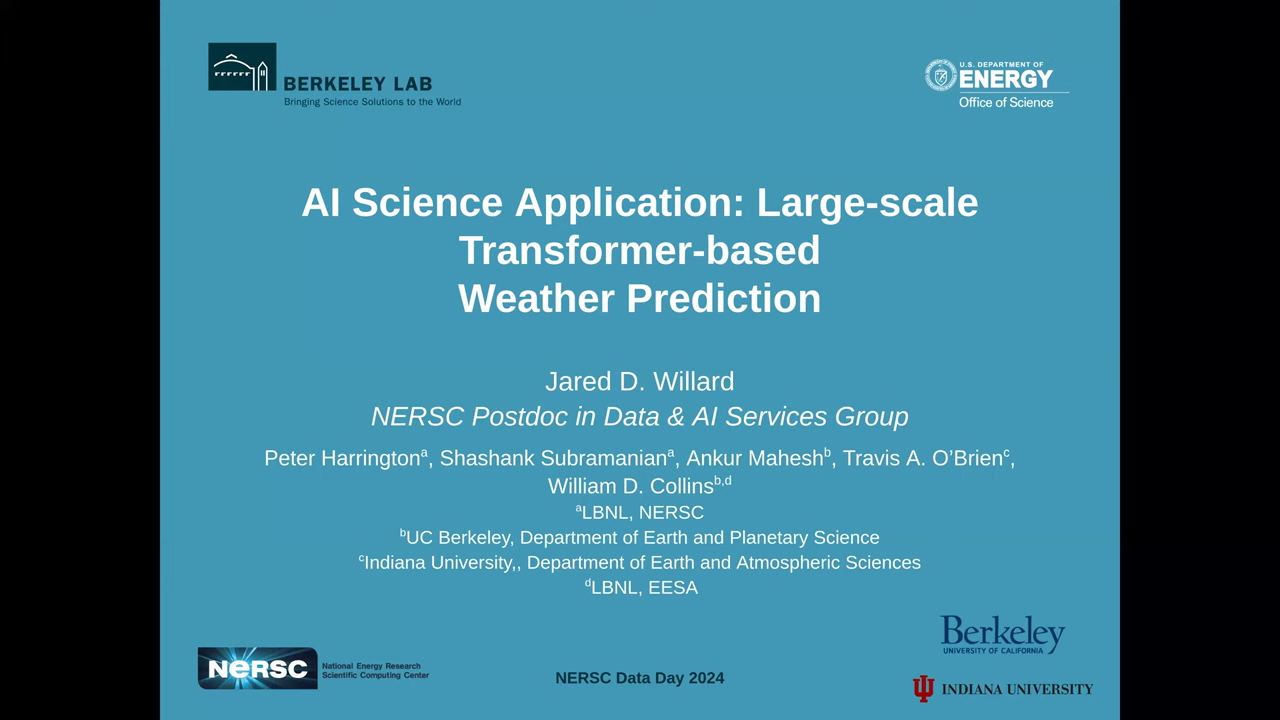 BERKELEY LAB
Bringing Science Solutions to the World
U.S. DEPARTMENT OF
ENERGY
Office of Science
AI Science Application: Large-scale
Transformer-based
Weather Prediction
Jared D. Willard
NERSC Postdoc in Data & AI Services Group
Peter Harringtonᵃ, Shashank Subramanianᵃ, Ankur Maheshᵇ, Travis A. O’Brienᶜ,
William D. Collinsᵇ,ᵈ
ᵃLBNL, NERSC
ᵇUC Berkeley, Department of Earth and Planetary Science
ᶜIndiana University,, Department of Earth and Atmospheric Sciences
ᵈLBNL, EESA
NERSC
National Energy Research
Scientific Computing Center
NERSC Data Day 2024
Berkeley
UNIVERSITY OF CALIFORNIA
INDIANA UNIVERSITY